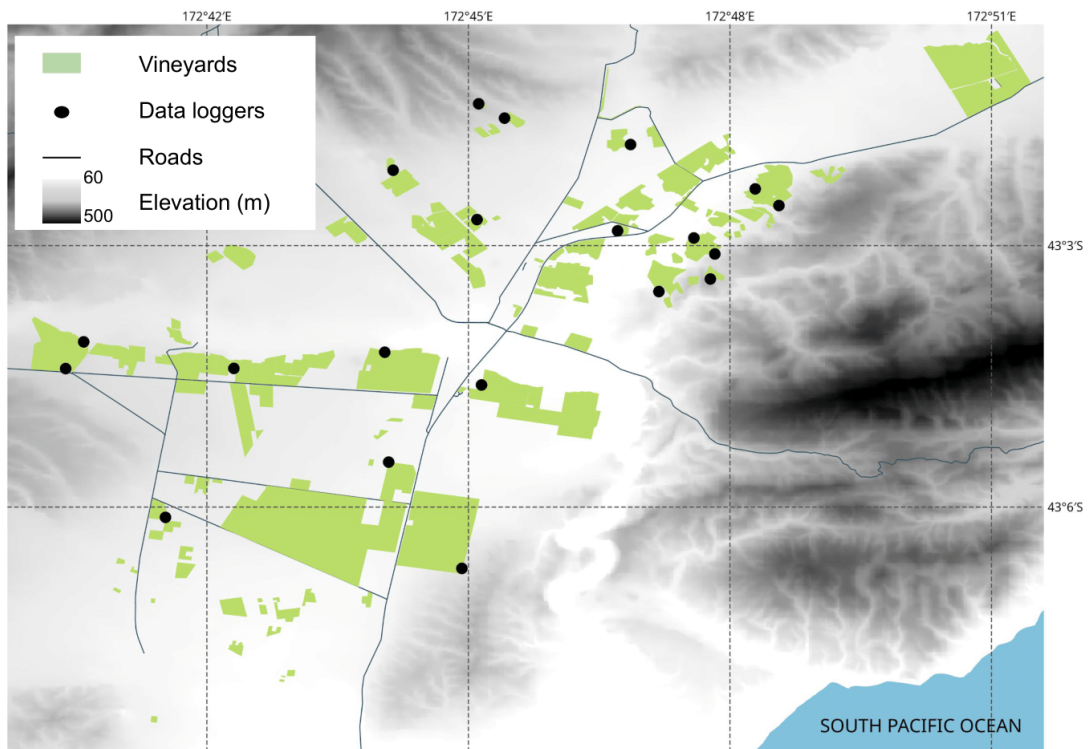 172°42'E 172°45'E 172°48'E 172°51'E
Vineyards
Data loggers
Roads
60
Elevation (m)
500
43°3'S
43°6'S
SOUTH PACIFIC OCEAN